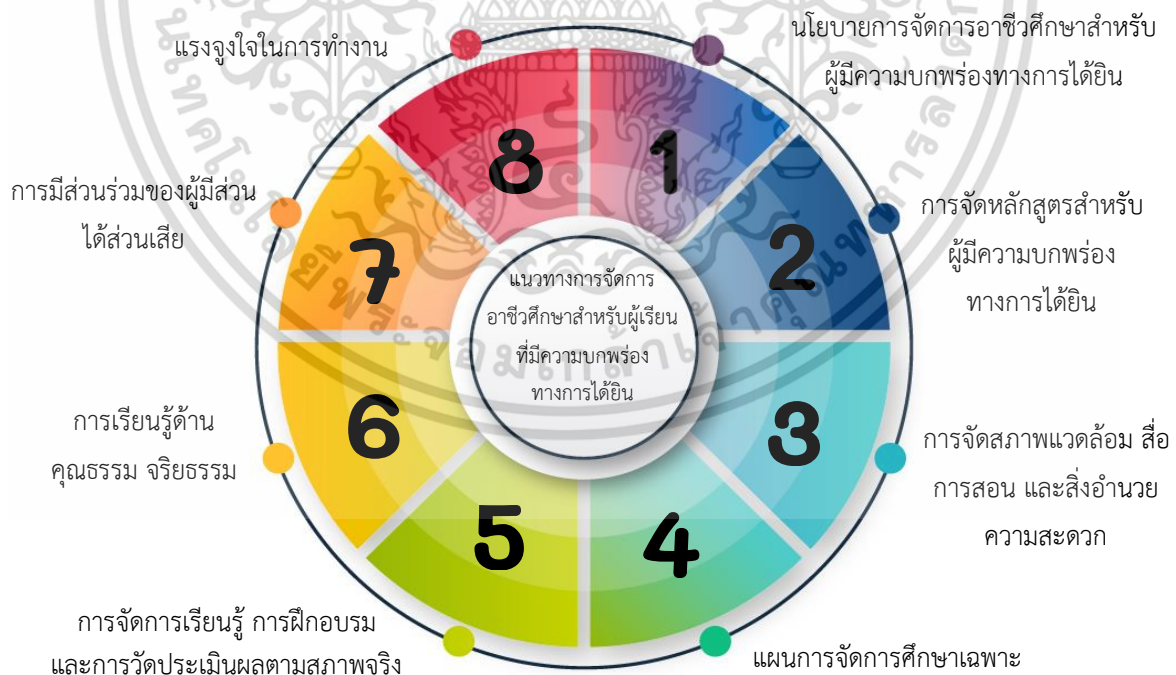 แนวทางการจัดการ
อาชีวศึกษาสำหรับผู้เรียน
ที่มีความบกพร่อง
ทางการได้ยิน
1
นโยบายการจัดการอาชีวศึกษาสำหรับ
ผู้มีความบกพร่องทางการได้ยิน
2
การจัดหลักสูตรสำหรับ
ผู้มีความบกพร่อง
ทางการได้ยิน
3
การจัดสภาพแวดล้อม สื่อ
การสอน และสิ่งอำนวย
ความสะดวก
4
แผนการจัดการศึกษาเฉพาะ
5
การจัดการเรียนรู้ การฝึกอบรม
และการวัดประเมินผลตามสภาพจริง
6
การเรียนรู้ด้าน
คุณธรรม จริยธรรม
7
การมีส่วนร่วมของผู้มีส่วน
ได้ส่วนเสีย
8
แรงจูงใจในการทำงาน